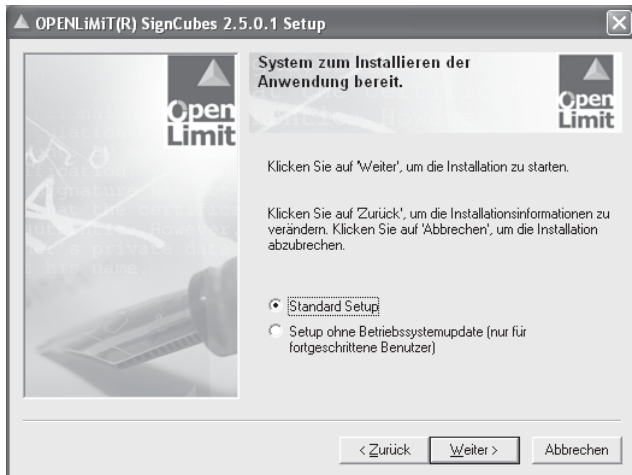 OPENLiMiT(R) SignCubes 2.5.0.1 Setup
Open
Limit
System zum Installieren der
Anwendung bereit.
Open
Limit
Klicken Sie auf 'Weiter', um die Installation zu starten.
Klicken Sie auf 'Zurück', um die Installationsinformationen zu
verändern. Klicken Sie auf 'Abbrechen', um die Installation
abzubrechen.
Standard Setup
Setup ohne Betriebssystemupdate (nur für
fortgeschrittene Benutzer)
< Zurück
Weiter >
Abbrechen